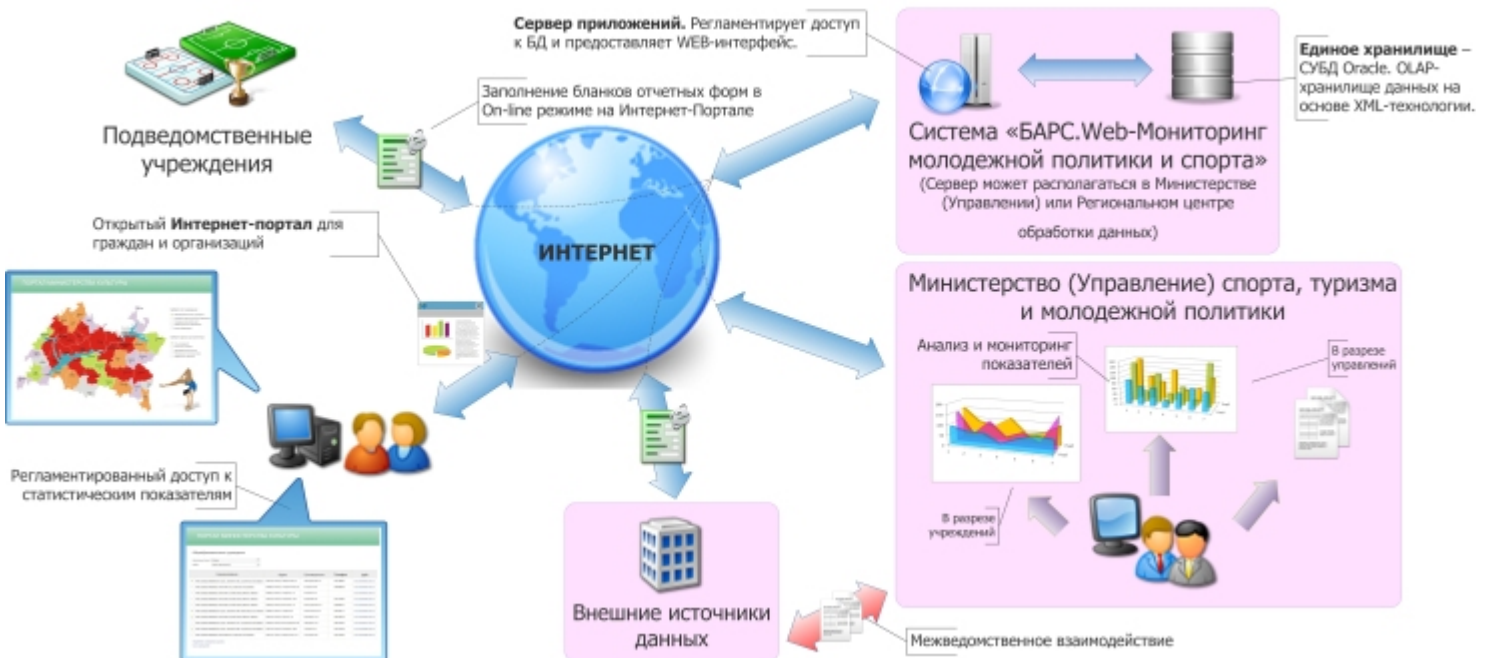 Сервер приложений. Регламентирует доступ
к БД и предоставляет WEB-интерфейс.
Единое хранилище –
СУБД Oracle. OLAP-
хранилище данных на
основе XML-технологии.
Заполнение бланков отчетных форм в
On-line режиме на Интернет-Портале
Подведомственные
учреждения
Система «БАРС.Web-Мониторинг
молодежной политики и спорта»
(Сервер может располагаться в Министерстве
(Управлении) или Региональном центре
обработки данных)
Открытый Интернет-портал для
граждан и организаций
ИНТЕРНЕТ
Министерство (Управление) спорта, туризма
и молодежной политики
Анализ и мониторинг
показателей
В разрезе
управлений
Регламентированный доступ к
статистическим показателям
В разрезе
учреждений
Внешние источники
данных
Межведомственное взаимодействие